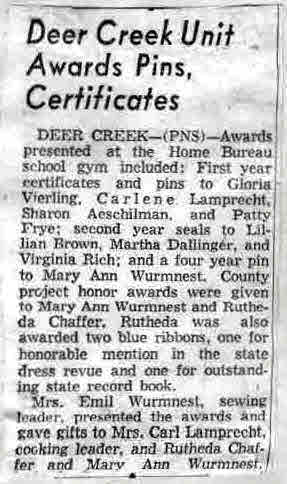 Deer Creek Unit
Awards Pins,
Certificates
DEER CREEK—(PNS)—Awards
presented at the Home Bureau
school gym included: First year
certificates and pins to Gloria
Vierling, Carlene Lamprecht,
Sharon Aeschilman, and Patty
Frye; second year seals to Lil-
lian Brown, Martha Dallinger, and
Virginia Rich; and a four year pin
to Mary Ann Wurmnest. County
project honor awards were given
to Mary Ann Wurmnest and Ruthe-
da Chaffer, Rutheda was also
awarded two blue ribbons, one for
honorable mention in the state
dress revue and one for outstand-
ing state record book.
Mrs. Emil Wurmnest, sewing
leader, presented the awards and
gave gifts to Mrs. Carl Lamprecht,
cooking leader, and Rutheda Chaf-
fer and Mary Ann Wurmnest.